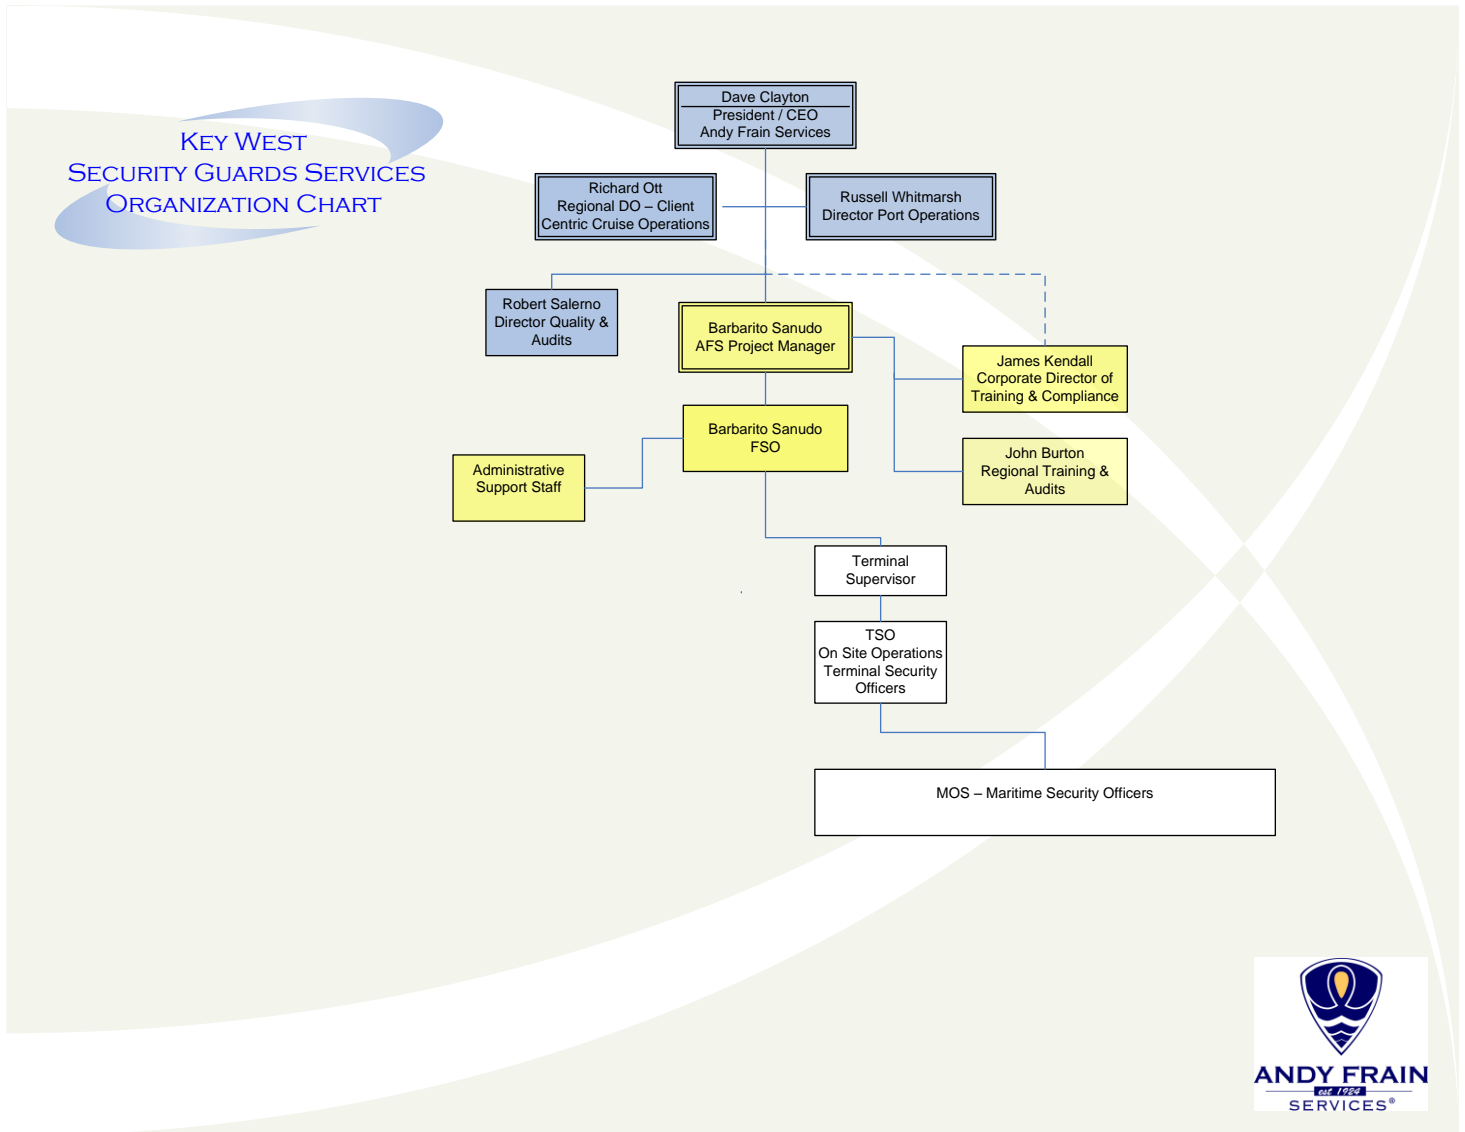 KEY WEST
SECURITY GUARDS SERVICES
ORGANIZATION CHART
Dave Clayton
President / CEO
Andy Frain Services
Richard Ott
Regional DO – Client
Centric Cruise Operations
Russell Whitmarsh
Director Port Operations
Robert Salerno
Director Quality &
Audits
Barbarito Sanudo
AFS Project Manager
James Kendall
Corporate Director of
Training & Compliance
Barbarito Sanudo
FSO
John Burton
Regional Training &
Audits
Administrative
Support Staff
Terminal
Supervisor
TSO
On Site Operations
Terminal Security
Officers
MOS – Maritime Security Officers
ANDY FRAIN
est 1924
SERVICES®